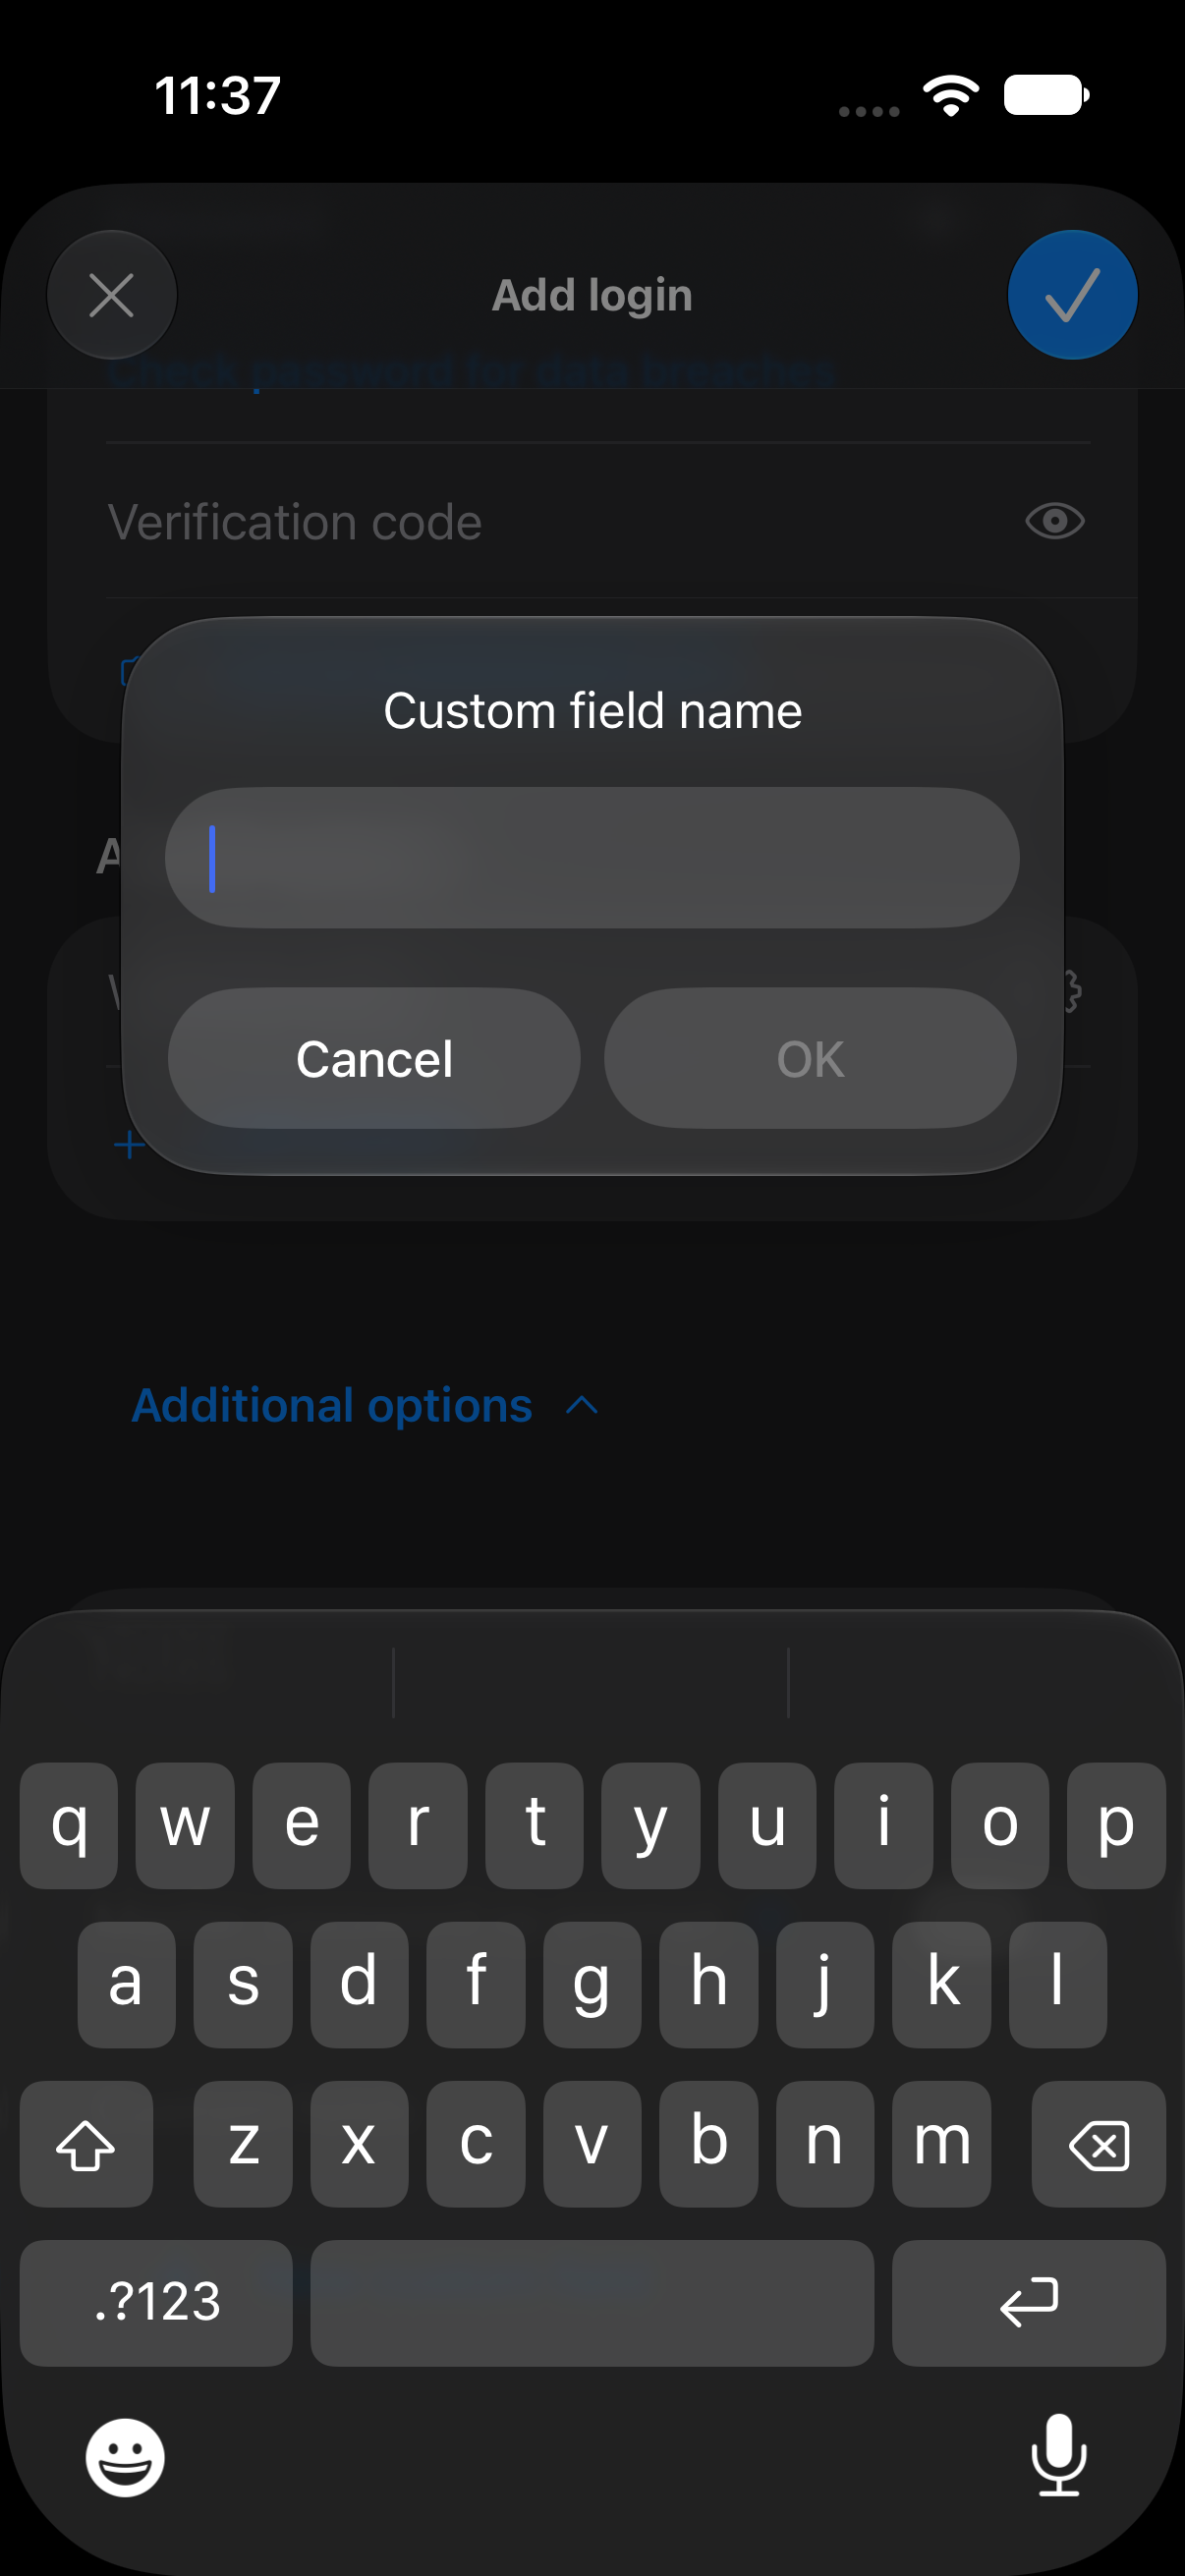 11:37
Add login
Check password for data breaches
Verification code
Custom field name
Cancel
OK
Additional options
q w e r t y u i o p
a s d f g h j k l
z x c v b n m
.?123